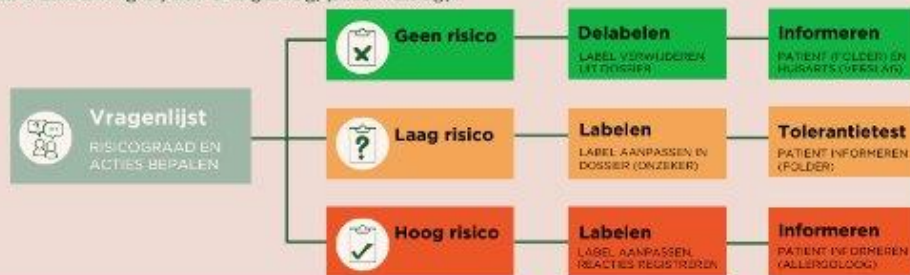 Geen risico
Delabelen
LABEL VERWIJDEREN
UIT DOSSIER
Informeren
PATIENT (FOLDER) EN
HUISARTS (VERSLAG)
Vragenlijst
RISICOGRAAD EN
ACTIES BEPALEN
Laag risico
Labelen
LABEL AANPASSEN IN
DOSSIER (ONZEKER)
Tolerantietest
PATIENT INFORMEREN
(FOLDER)
Hoog risico
Labelen
LABEL AANPASSEN,
REACTIES REGISTREREN
Informeren
PATIENT INFORMEREN
(ALLERGOLOOG)